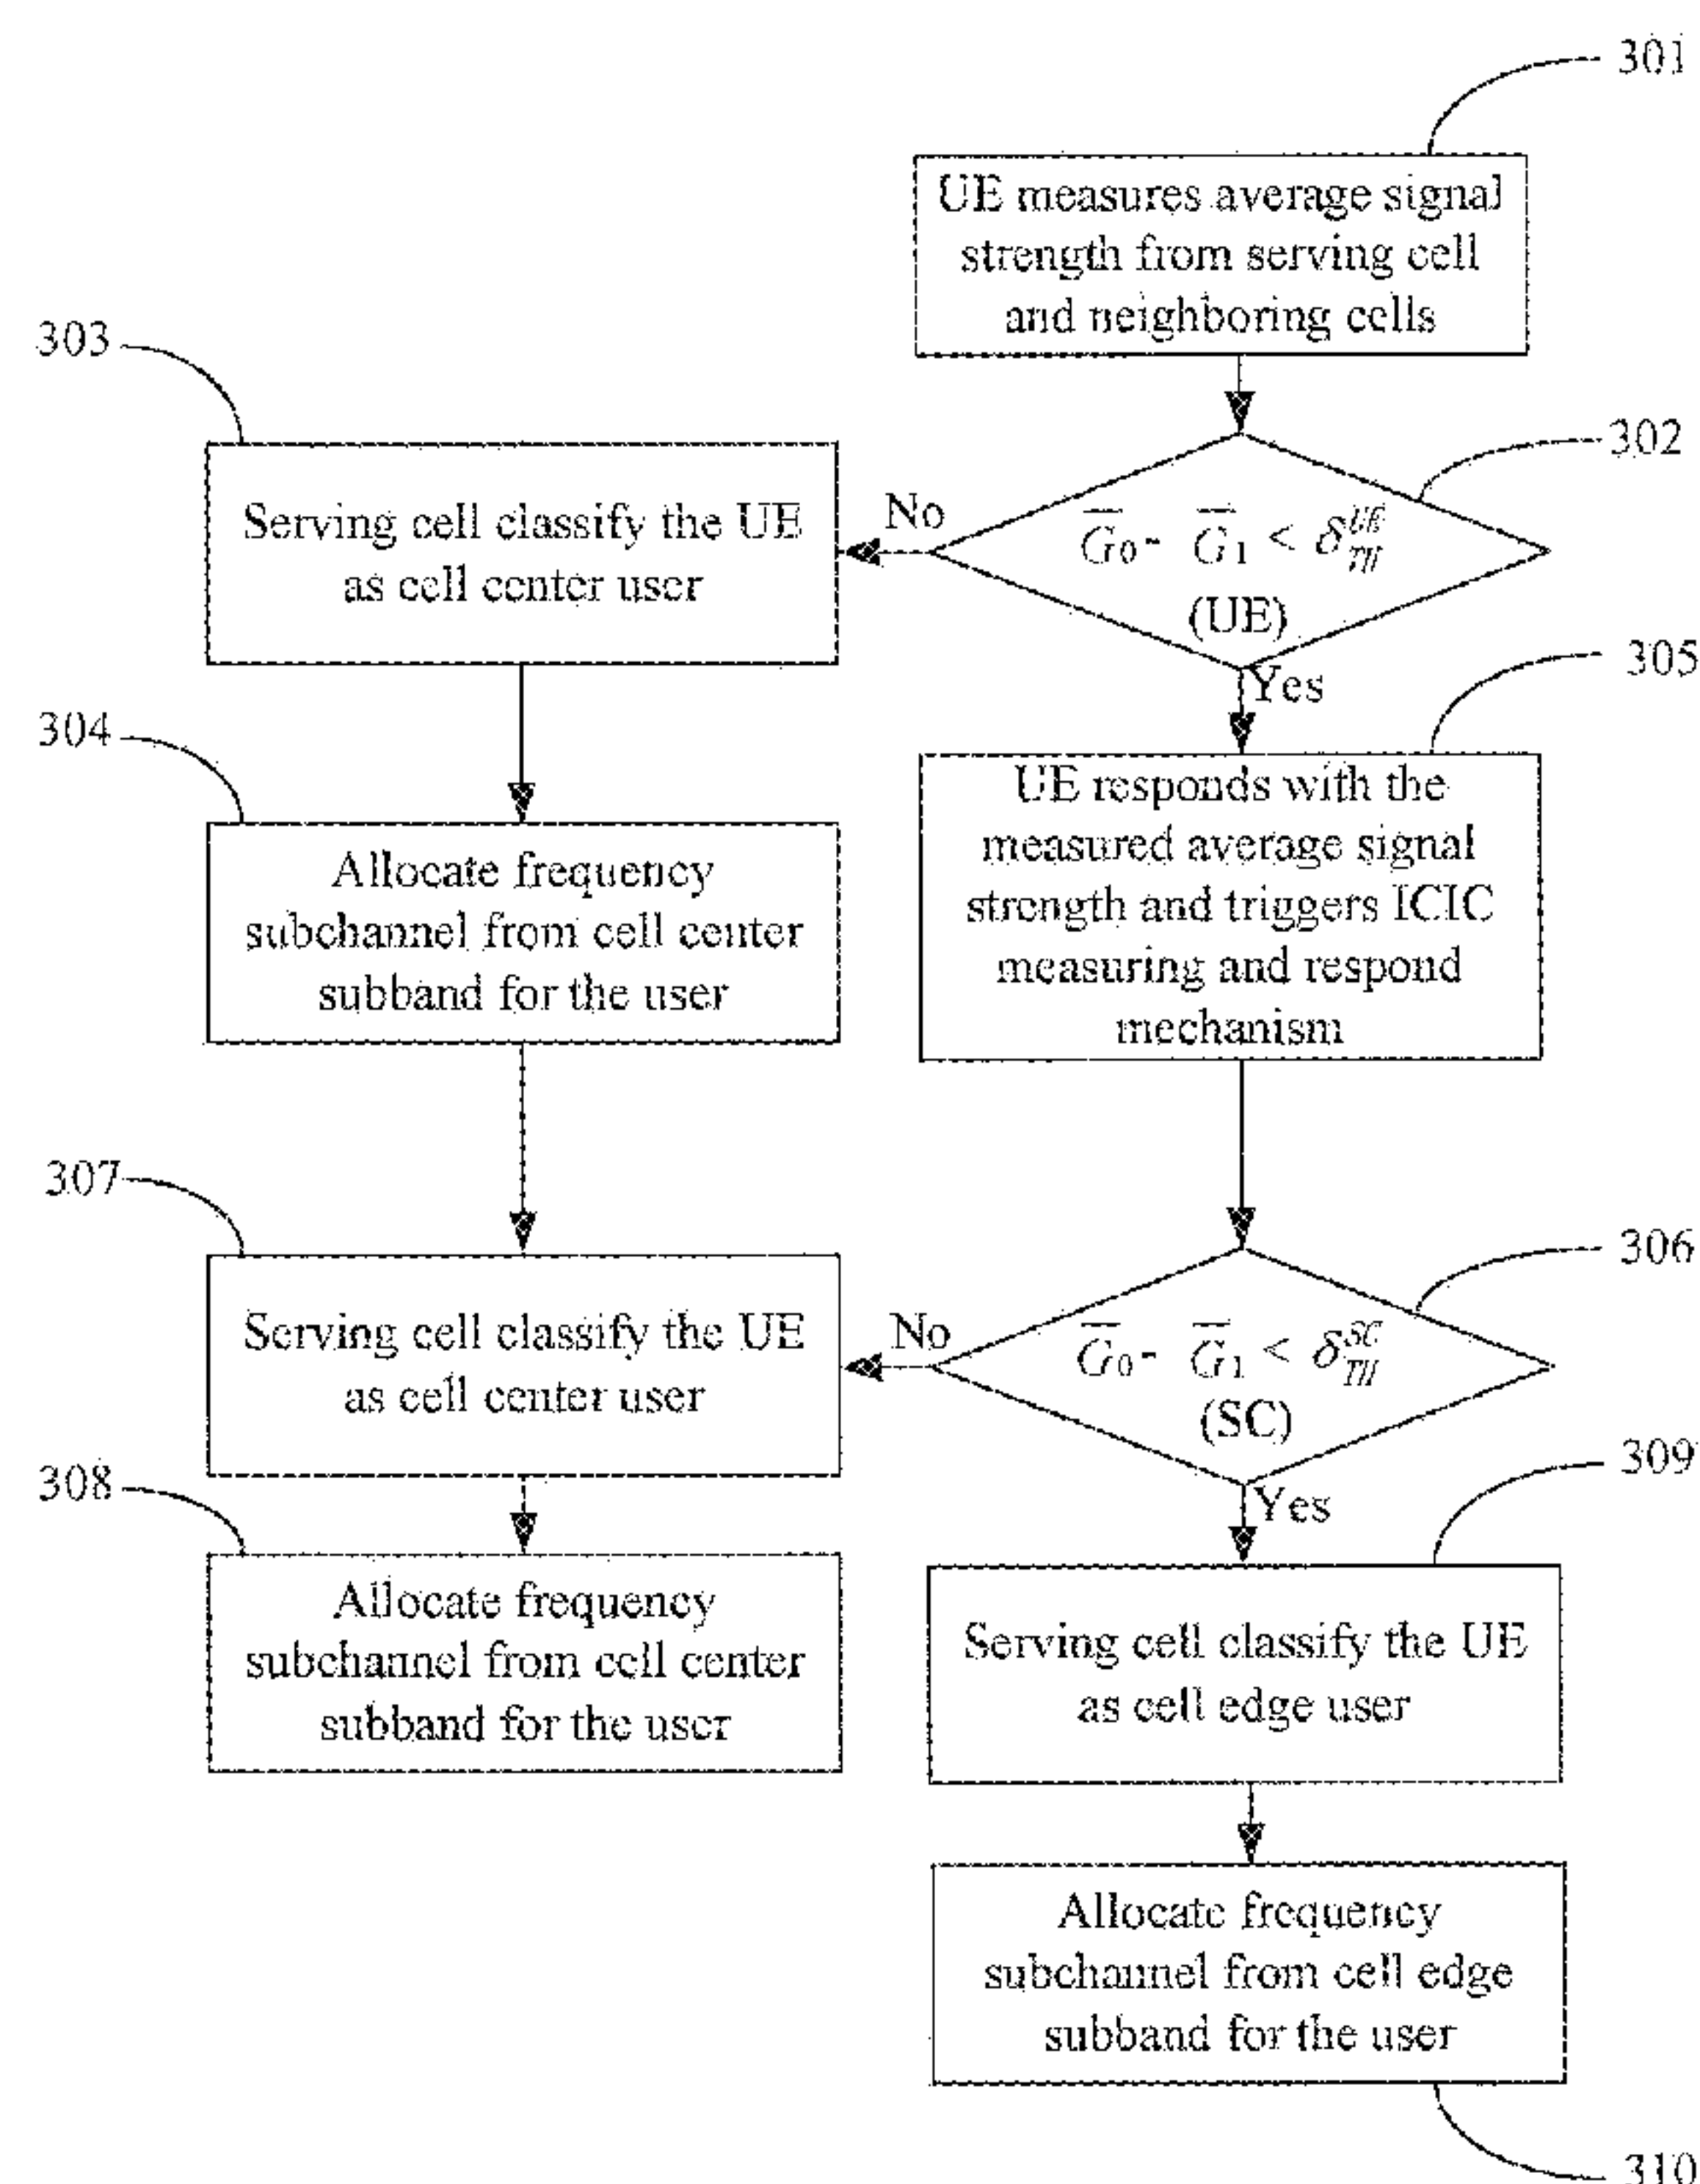 301
UE measures average signal
strength from serving cell
and neighboring cells
302
G̅0 - G̅1 < δ_TH^UE
(UE)
No
Yes
303
Serving cell classify the UE
as cell center user
304
Allocate frequency
subchannel from cell center
subband for the user
305
UE responds with the
measured average signal
strength and triggers ICIC
measuring and respond
mechanism
306
G̅0 - G̅1 < δ_TH^SC
(SC)
No
Yes
307
Serving cell classify the UE
as cell center user
308
Allocate frequency
subchannel from cell center
subband for the user
309
Serving cell classify the UE
as cell edge user
Allocate frequency
subchannel from cell edge
subband for the user
310